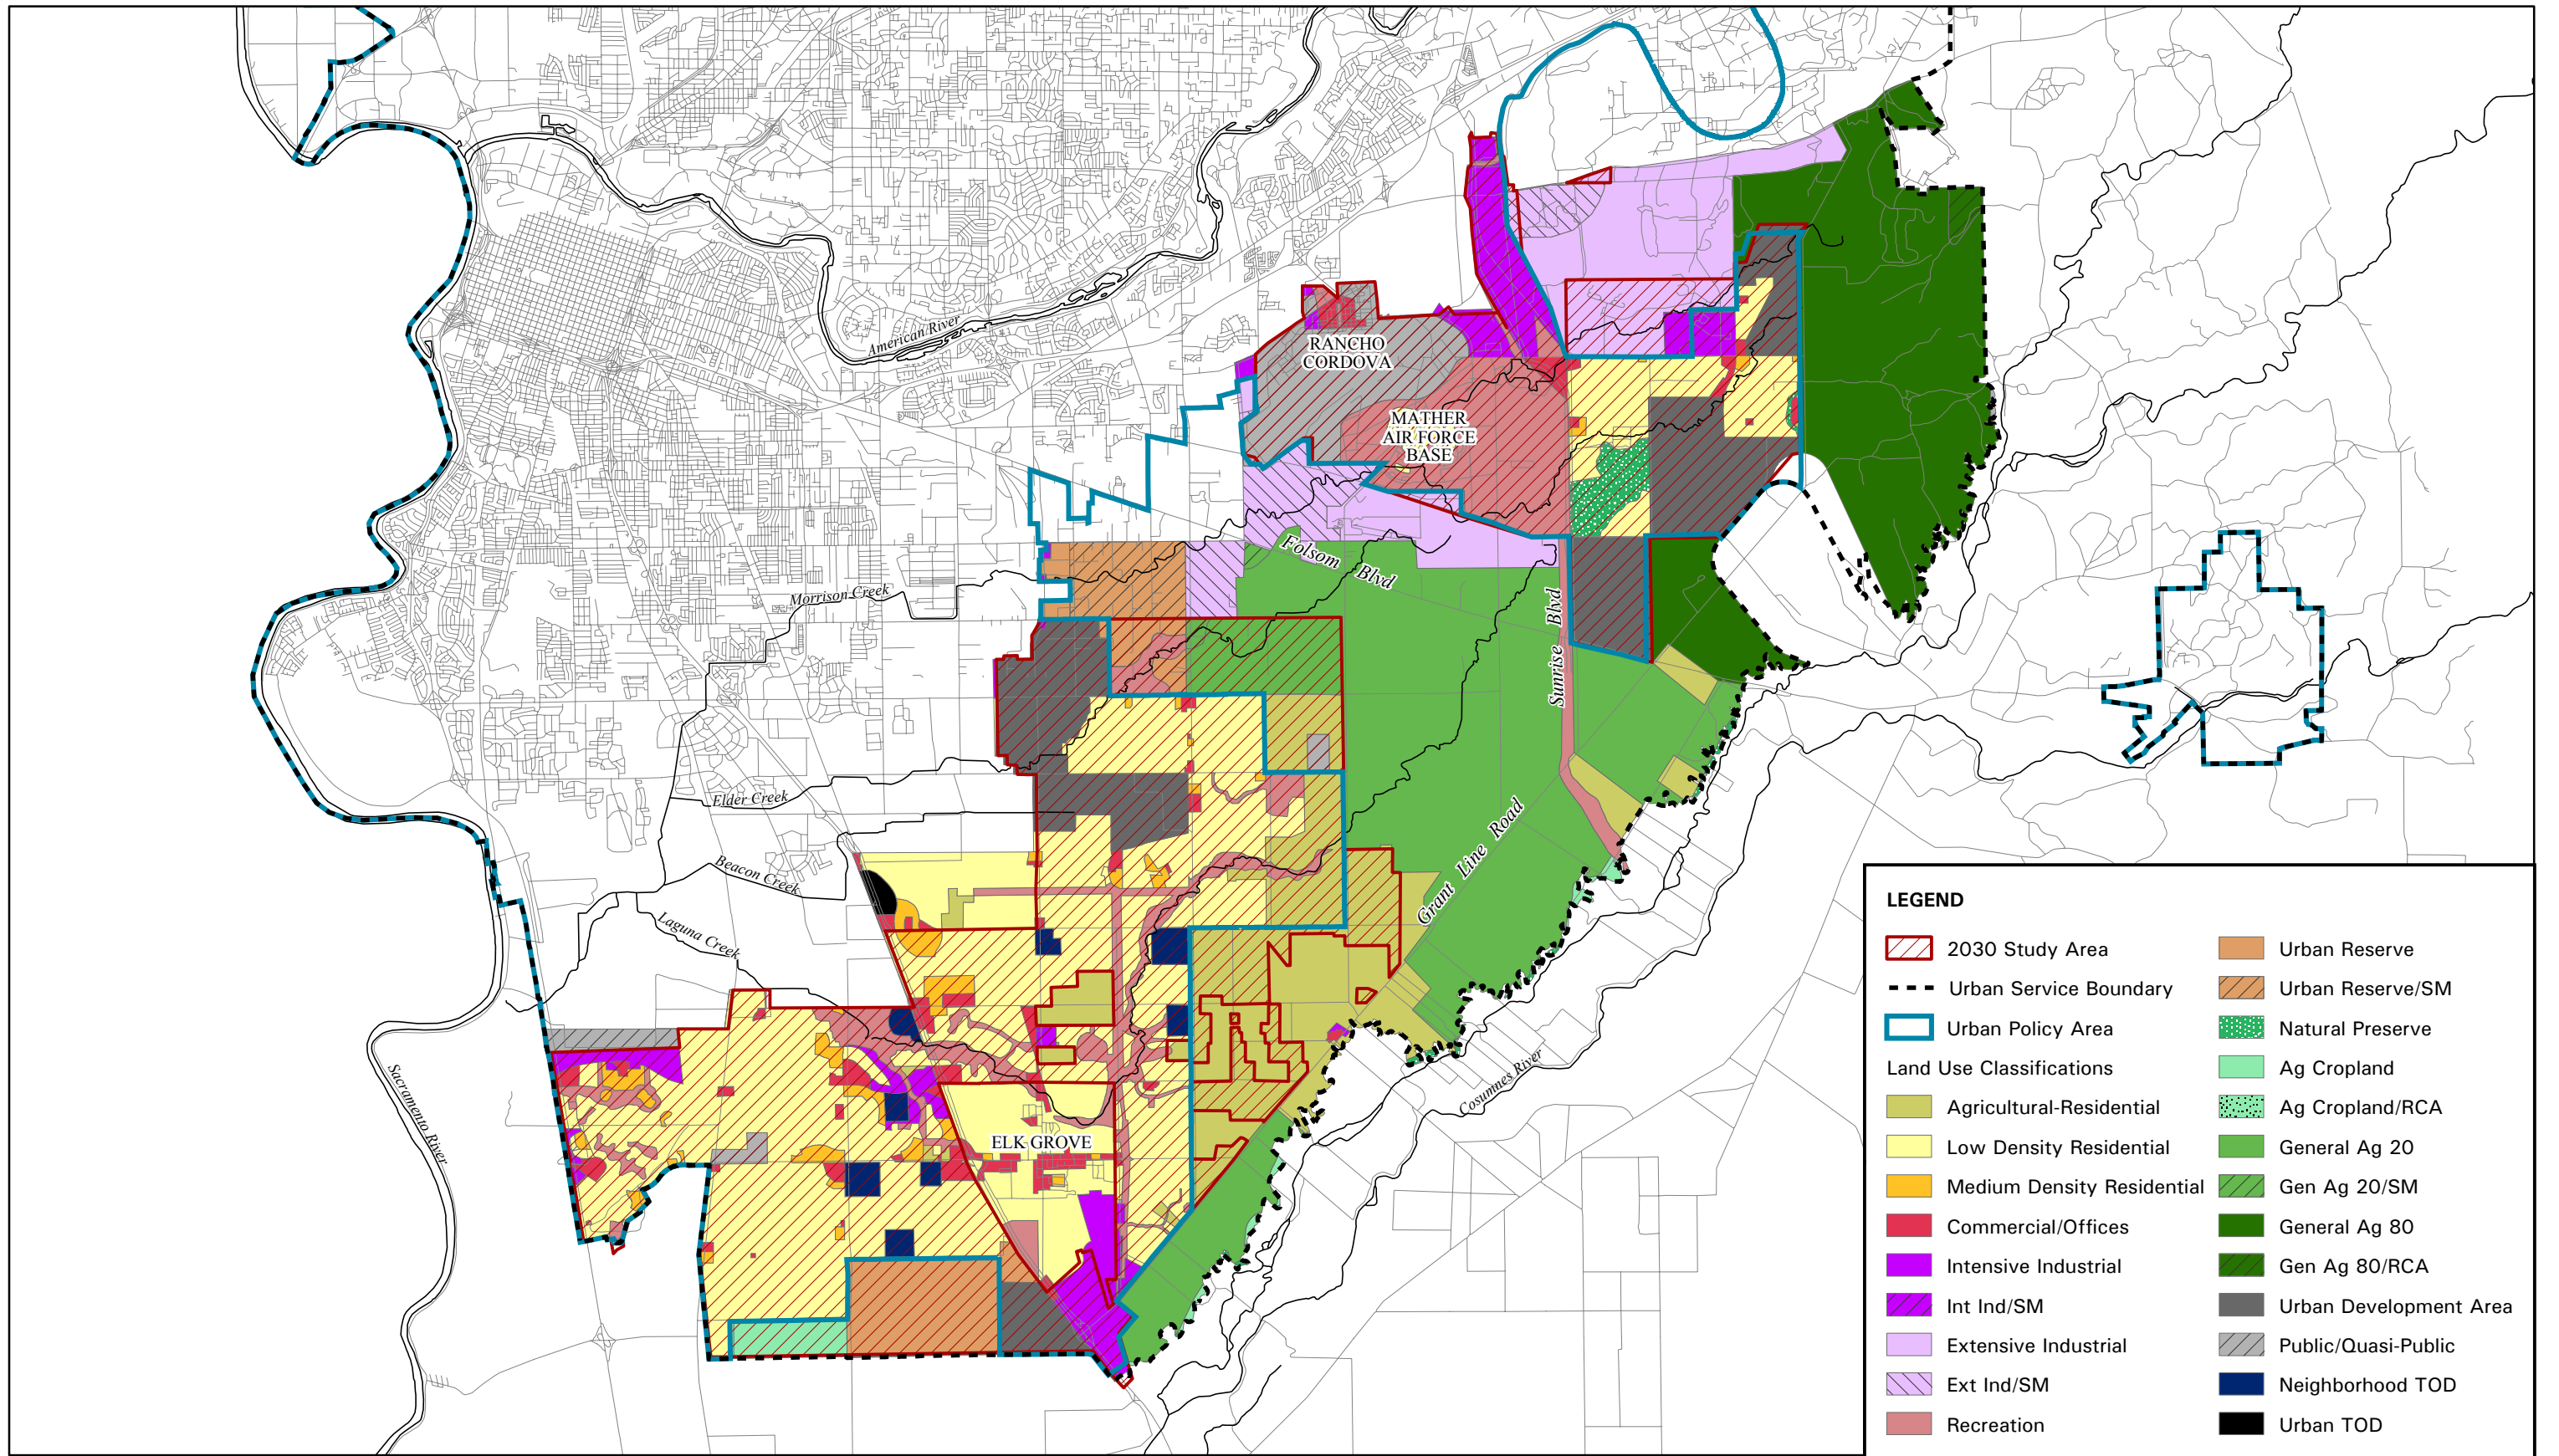 American River
RANCHO
CORDOVA
MATHER
AIR FORCE
BASE
Folsom Blvd
Morrison Creek
Sunrise Blvd
Elder Creek
Grant Line Road
Beacon Creek
Laguna Creek
Sacramento River
Cosumnes River
ELK GROVE
LEGEND
2030 Study Area
Urban Service Boundary
Urban Policy Area
Land Use Classifications
Agricultural-Residential
Low Density Residential
Medium Density Residential
Commercial/Offices
Intensive Industrial
Int Ind/SM
Extensive Industrial
Ext Ind/SM
Recreation
Urban Reserve
Urban Reserve/SM
Natural Preserve
Ag Cropland
Ag Cropland/RCA
General Ag 20
Gen Ag 20/SM
General Ag 80
Gen Ag 80/RCA
Urban Development Area
Public/Quasi-Public
Neighborhood TOD
Urban TOD